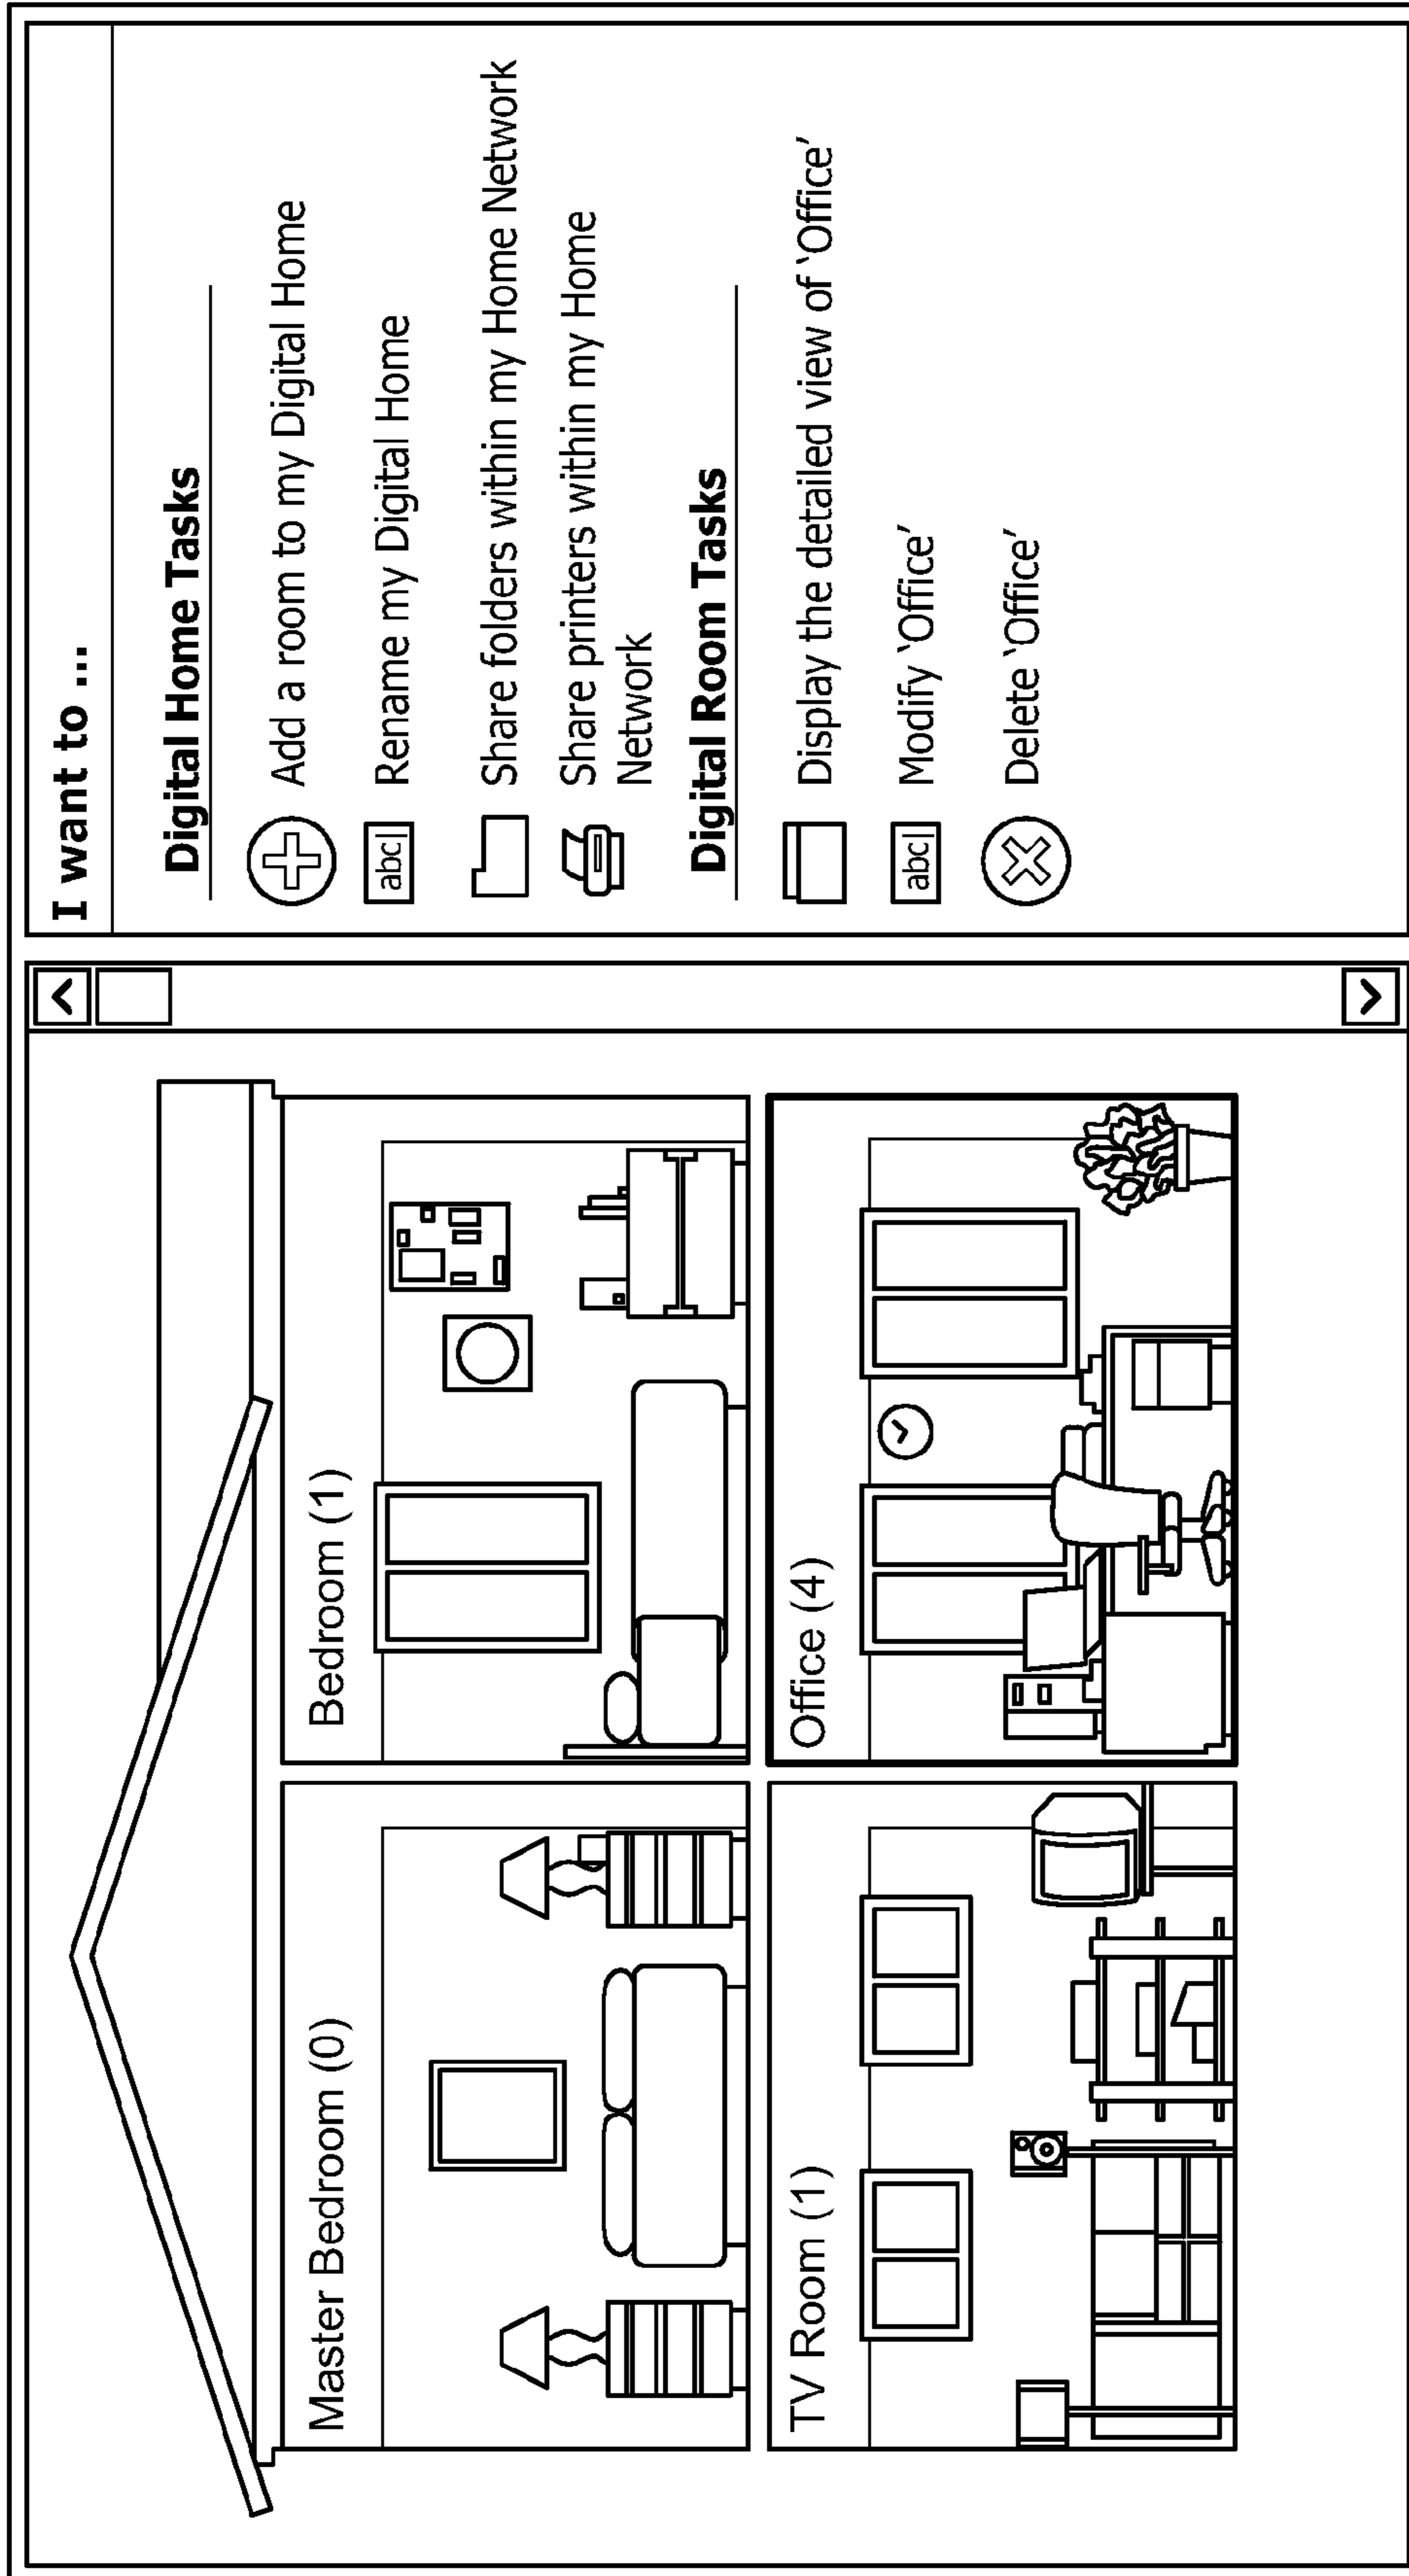 Master Bedroom (0)
Bedroom (1)
TV Room (1)
Office (4)
I want to ...
Digital Home Tasks
Add a room to my Digital Home
abc| Rename my Digital Home
Share folders within my Home Network
Share printers within my Home
Network
Digital Room Tasks
Display the detailed view of ‘Office’
abc| Modify ‘Office’
Delete ‘Office’